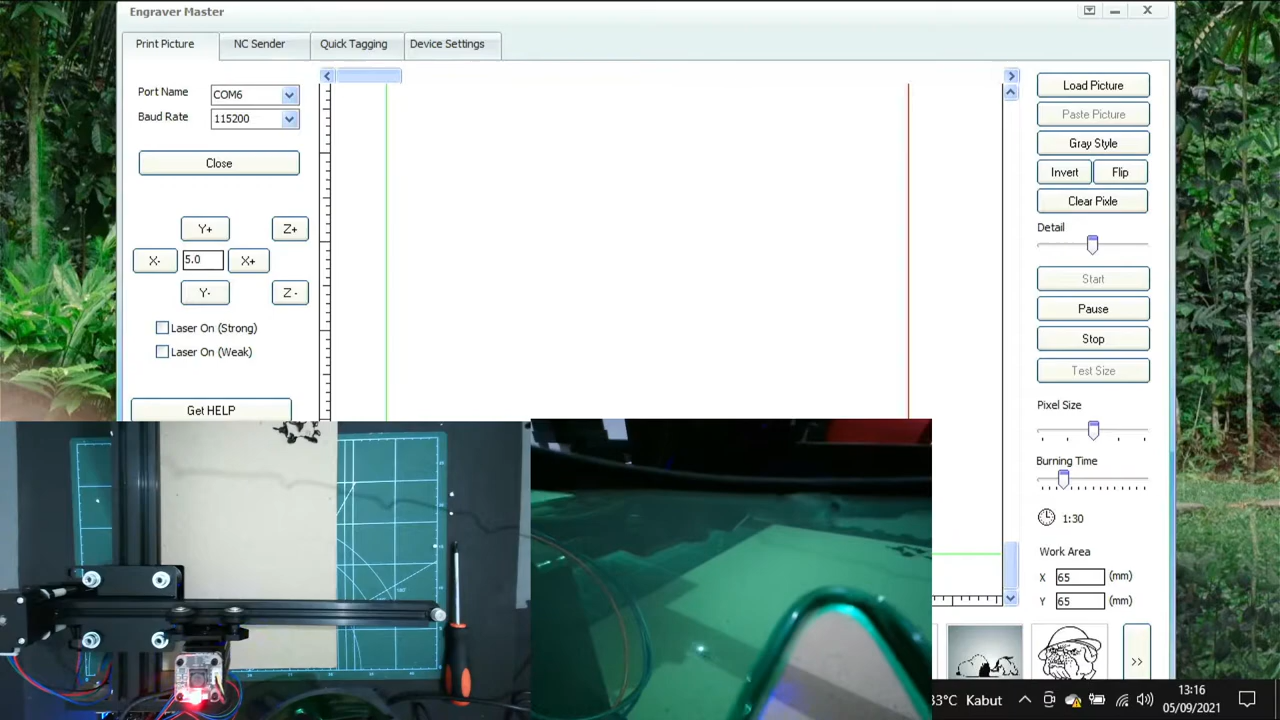 Engraver Master
Print Picture
NC Sender
Quick Tagging
Device Settings
Port Name
COM6
Baud Rate
115200
Close
Y+
Z+
X-
5.0
X+
Y-
Z -
Laser On (Strong)
Laser On (Weak)
Get HELP
Load Picture
Paste Picture
Gray Style
Invert
Flip
Clear Pixle
Detail
Start
Pause
Stop
Test Size
Pixel Size
Burning Time
1:30
Work Area
X
65
(mm)
Y
65
(mm)
>>
33°C Kabut
13:16
05/09/2021